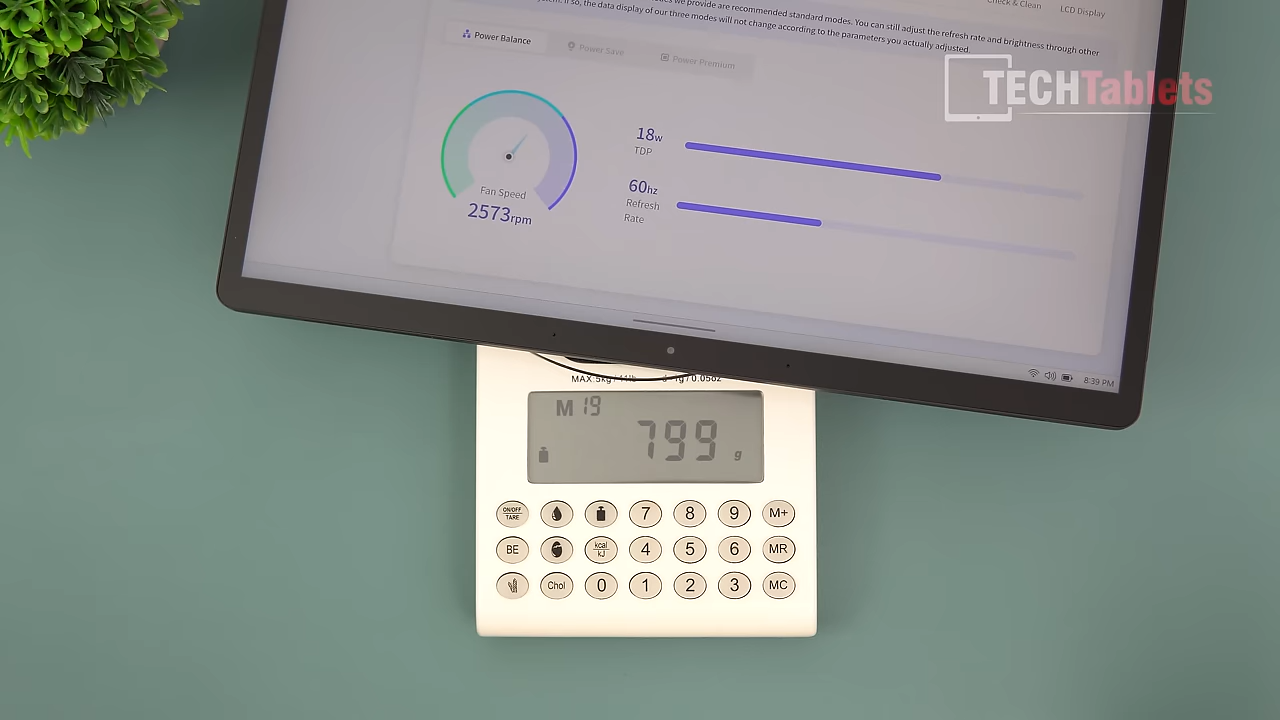 we provide are recommended standard modes. You can still adjust the refresh rate and brightness through other
If so, the data display of our three modes will not change according to the parameters you actually adjusted.
Check & Clean
LCD Display
Power Balance
Power Save
Power Premium
TECHTablets
Fan Speed
2573rpm
18w
TDP
60hz
Refresh
Rate
8:39 PM
MAX:5kg/11lb d=1g/0.05oz
M 19
799 g
ON/OFF
TARE
7
8
9
M+
BE
kcal
kJ
4
5
6
MR
Chol
0
1
2
3
MC